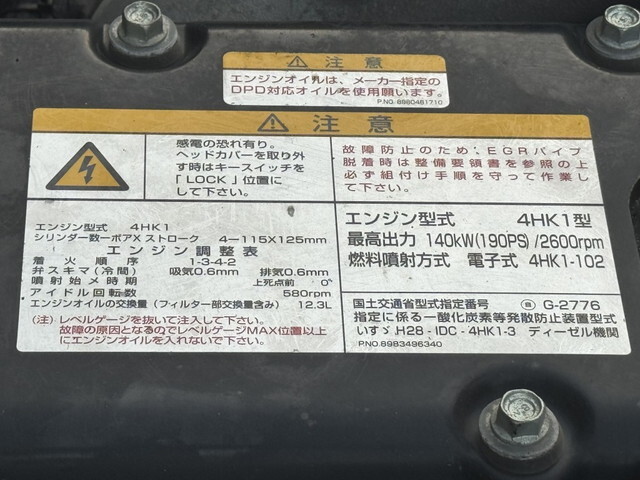 ⚠ 注意
エンジンオイルは、メーカー指定の
DPD対応オイルを使用願います。
P.NO. 8980461710
⚠ 注意
感電の恐れ有り。
ヘッドカバーを取り外
す時はキースイッチを
「LOCK」位置に
して下さい。
故障防止のため、EGRパイプ
脱着時は整備要領書を参照の上
必ず組付け手順を守って作業し
て下さい。
エンジン型式 4HK1
シリンダー数ーボアXストローク 4ー115X125mm
エンジン調整表
着火順序 1-3-4-2
弁スキマ(冷間) 吸気0.6mm 排気0.6mm
噴射始メ時期 上死点前 0°
アイドル回転数 580rpm
エンジンオイルの交換量(フィルター部交換量含み) 12.3L
(注)レベルゲージを抜いて注入して下さい。
故障の原因となるのでレベルゲージMAX位置以上
にエンジンオイルを入れないで下さい。
エンジン型式 4HK1型
最高出力 140kW(190PS)/2600rpm
燃料噴射方式 電子式 4HK1-102
国土交通省型式指定番号 Ⓑ G-2776
指定に係る一酸化炭素等発散防止装置型式
いすゞ H28-IDC-4HK1-3 ディーゼル機関
P.NO.8983496340